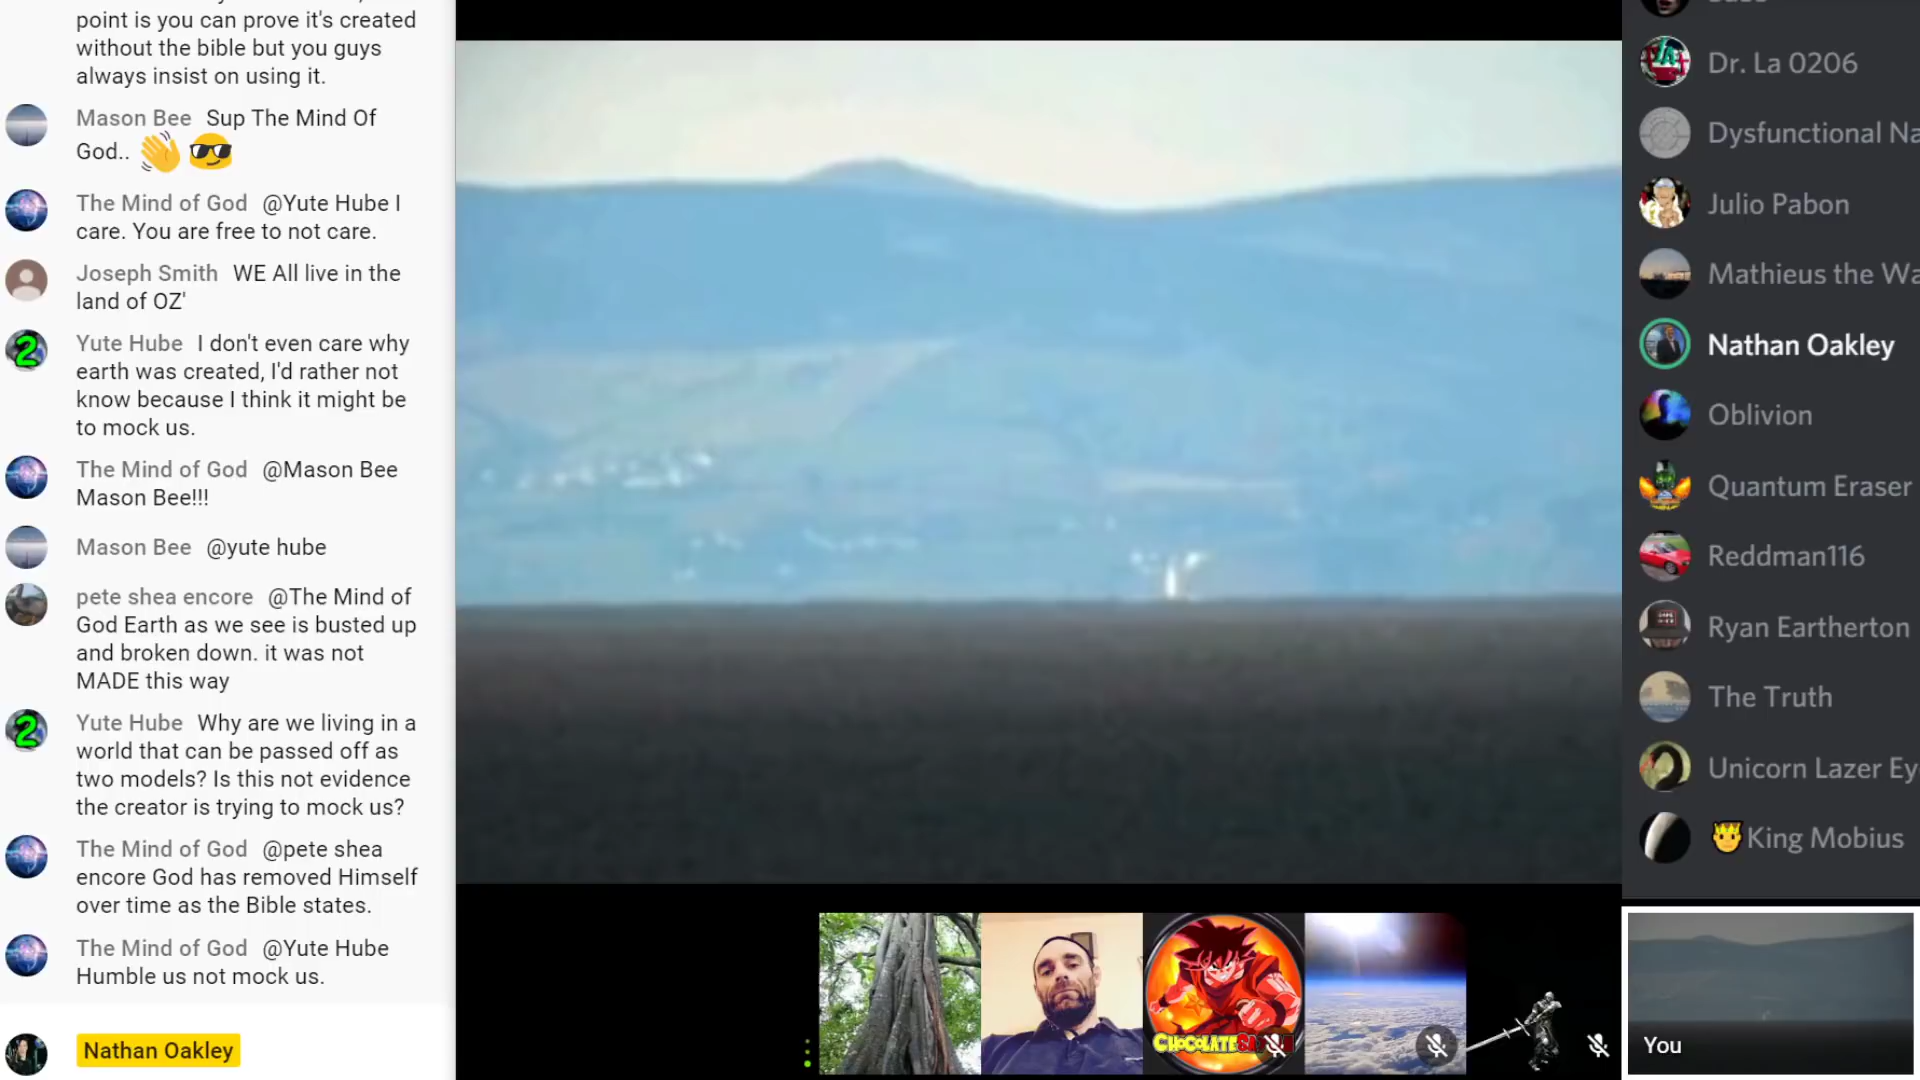 point is you can prove it's created
without the bible but you guys
always insist on using it.
Mason Bee Sup The Mind Of
God.. 👋 😎
The Mind of God @Yute Hube I
care. You are free to not care.
Joseph Smith WE All live in the
land of OZ'
Yute Hube I don't even care why
earth was created, I'd rather not
know because I think it might be
to mock us.
The Mind of God @Mason Bee
Mason Bee!!!
Mason Bee @yute hube
pete shea encore @The Mind of
God Earth as we see is busted up
and broken down. it was not
MADE this way
Yute Hube Why are we living in a
world that can be passed off as
two models? Is this not evidence
the creator is trying to mock us?
The Mind of God @pete shea
encore God has removed Himself
over time as the Bible states.
The Mind of God @Yute Hube
Humble us not mock us.
Nathan Oakley
Dr. La 0206
Dysfunctional Na
Julio Pabon
Mathieus the Wa
Nathan Oakley
Oblivion
Quantum Eraser
Reddman116
Ryan Eartherton
The Truth
Unicorn Lazer Ey
🤴King Mobius
CHOCOLATE
You